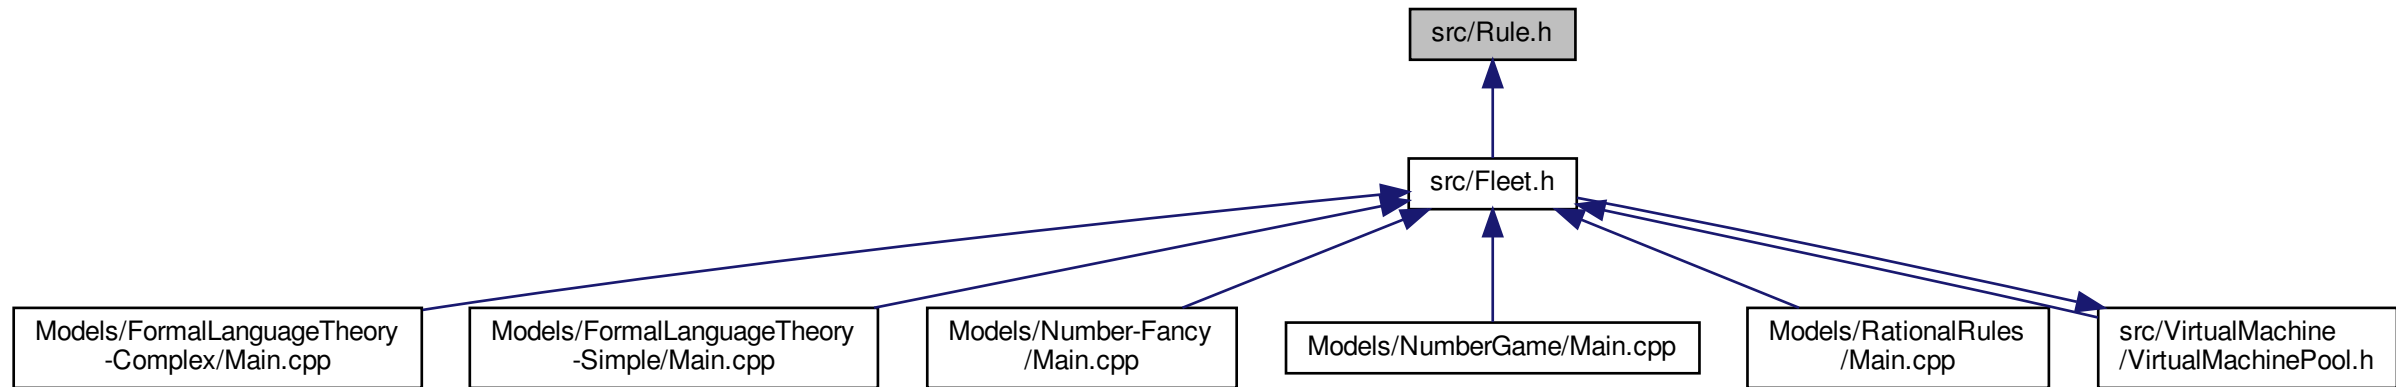 src/Rule.h
src/Fleet.h
Models/FormalLanguageTheory
-Complex/Main.cpp
Models/FormalLanguageTheory
-Simple/Main.cpp
Models/Number-Fancy
/Main.cpp
Models/NumberGame/Main.cpp
Models/RationalRules
/Main.cpp
src/VirtualMachine
/VirtualMachinePool.h